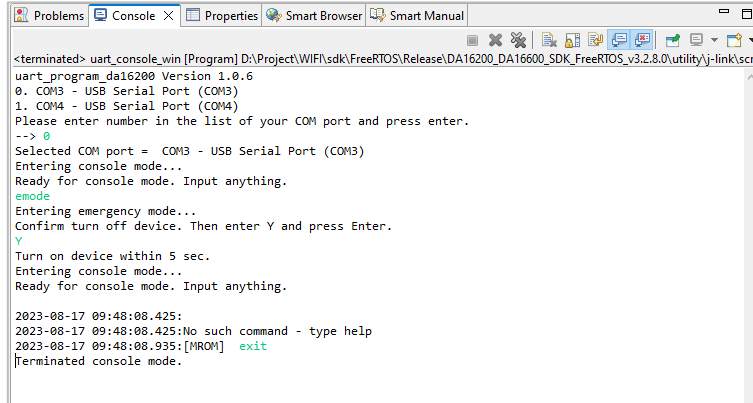 Problems Console Properties Smart Browser Smart Manual
<terminated> uart_console_win [Program] D:\Project\WIFI\sdk\FreeRTOS\Release\DA16200_DA16600_SDK_FreeRTOS_v3.2.8.0\utility\j-link\scr
uart_program_da16200 Version 1.0.6
0. COM3 - USB Serial Port (COM3)
1. COM4 - USB Serial Port (COM4)
Please enter number in the list of your COM port and press enter.
--> 0
Selected COM port =  COM3 - USB Serial Port (COM3)
Entering console mode...
Ready for console mode. Input anything.
emode
Entering emergency mode...
Confirm turn off device. Then enter Y and press Enter.
Y
Turn on device within 5 sec.
Entering console mode...
Ready for console mode. Input anything.
2023-08-17 09:48:08.425:
2023-08-17 09:48:08.425:No such command - type help
2023-08-17 09:48:08.935:[MROM]  exit
Terminated console mode.